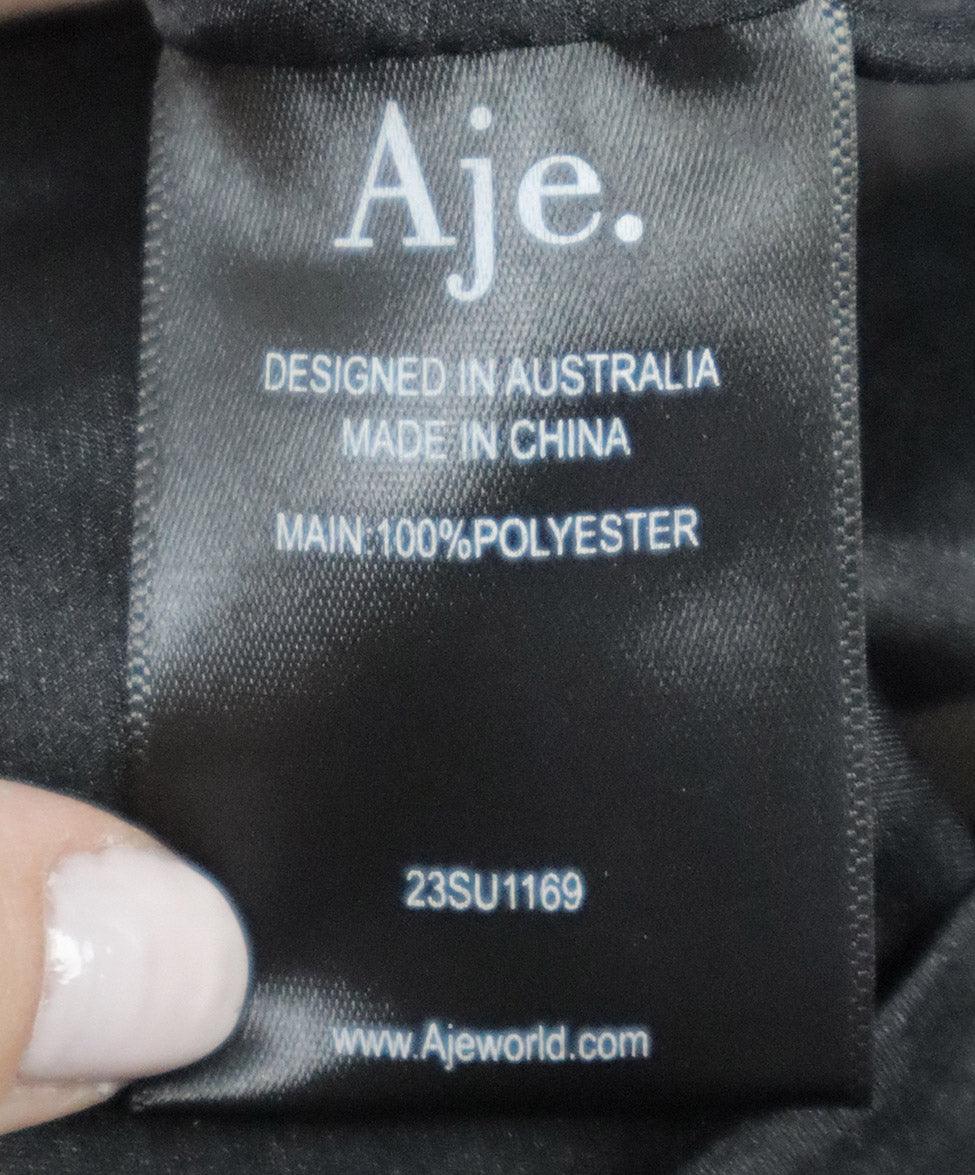 Aje.
DESIGNED IN AUSTRALIA
MADE IN CHINA
MAIN:100%POLYESTER
23SU1169
www.Ajeworld.com